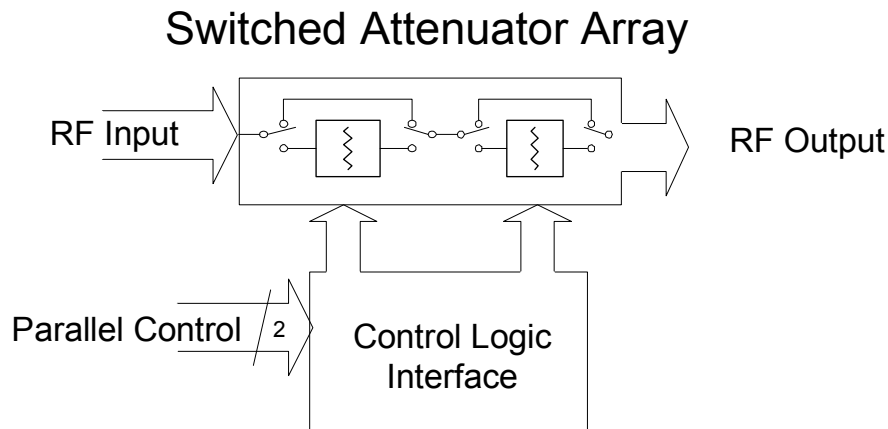 Switched Attenuator Array
RF Input
RF Output
Parallel Control
2
Control Logic
Interface